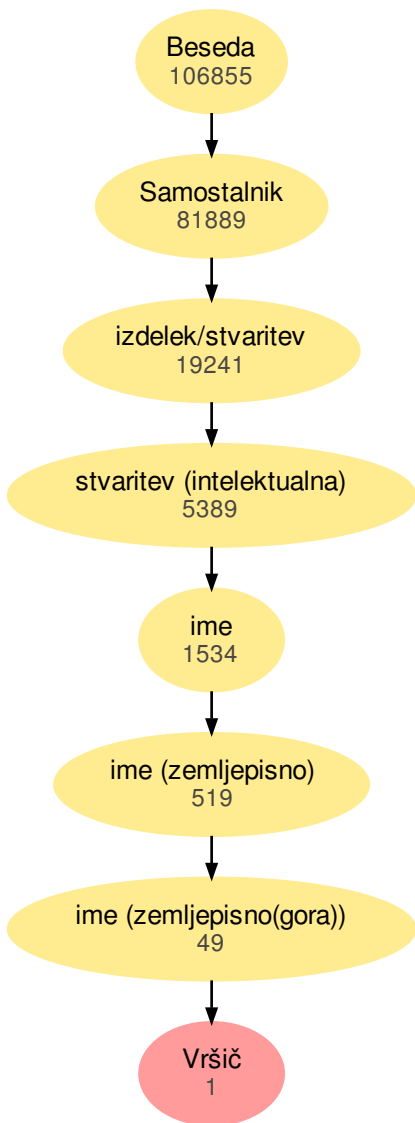 Beseda
106855
Samostalnik
81889
izdelek/stvaritev
19241
stvaritev (intelektualna)
5389
ime
1534
ime (zemljepisno)
519
ime (zemljepisno(gora))
49
Vršič
1